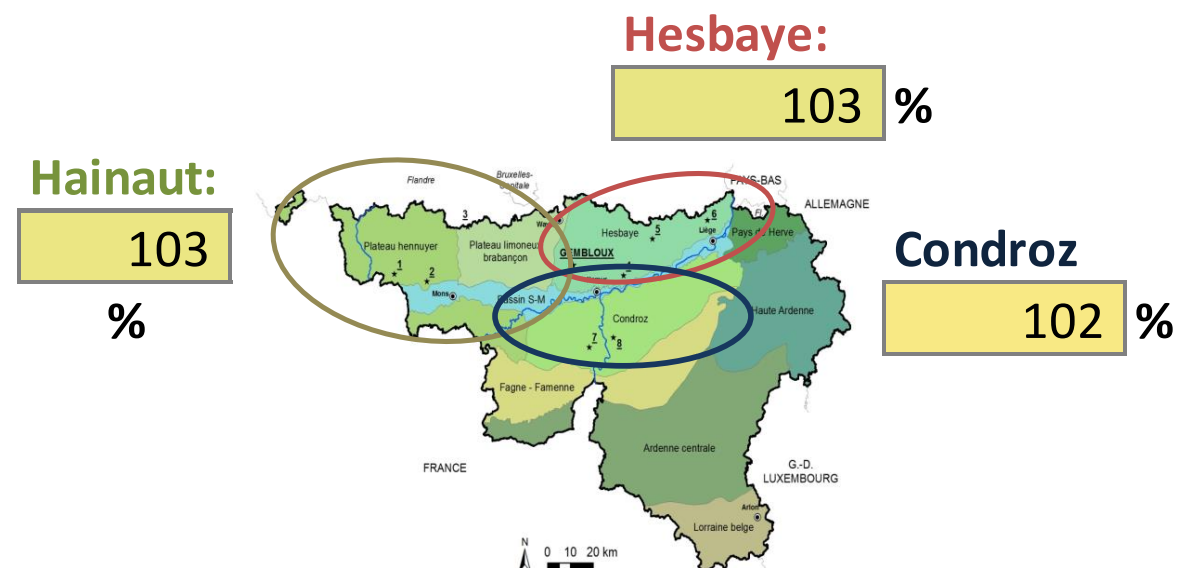 Hesbaye:
103 %
Hainaut:
103
%
Condroz
102 %
Flandre
Bruxelles-
Capitale
PAYS-BAS
ALLEMAGNE
3
6
5
Hesbaye
Liège
Pays de Herve
Plateau hennuyer
Plateau limoneux
brabançon
GEMBLOUX
1
2
4
Mons
Bassin S-M
Haute Ardenne
Condroz
7
8
Fagne - Famenne
Ardenne centrale
FRANCE
G.-D.
LUXEMBOURG
Arlon
Lorraine belge
N
0 10 20 km